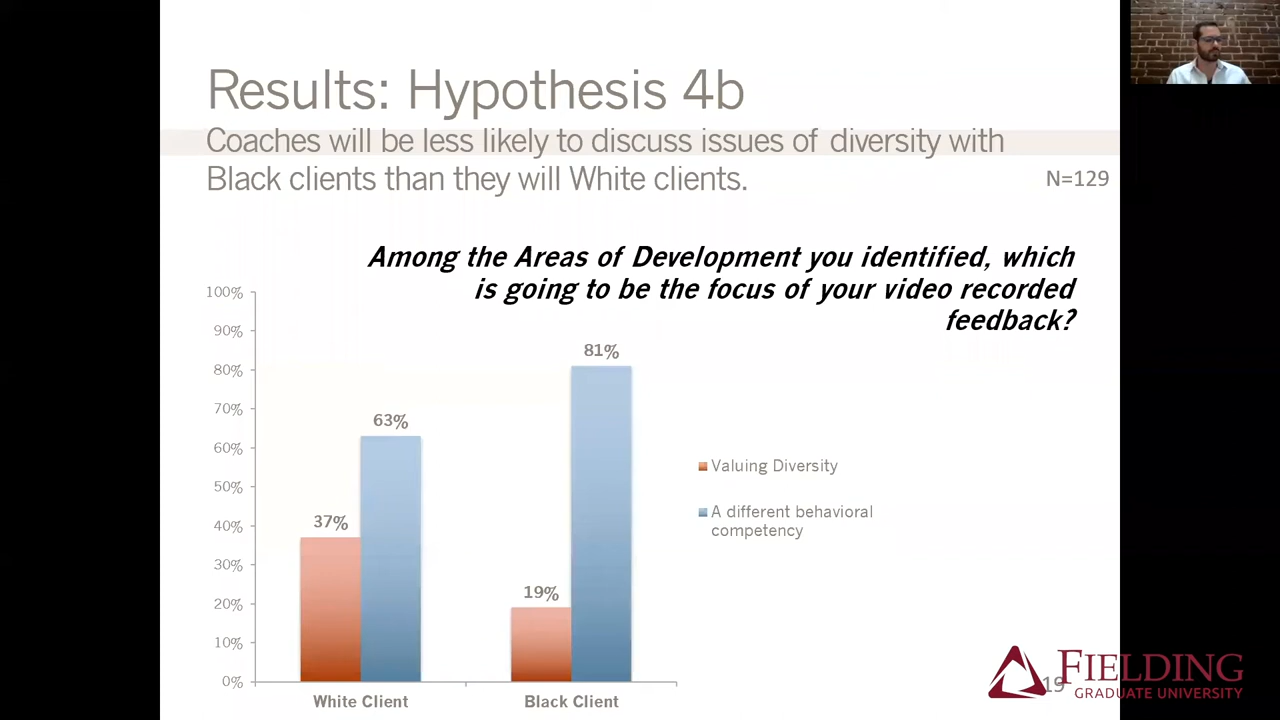 Results: Hypothesis 4b
Coaches will be less likely to discuss issues of diversity with
Black clients than they will White clients.
N=129
Among the Areas of Development you identified, which
is going to be the focus of your video recorded
feedback?
100%
90%
80%
70%
60%
50%
40%
30%
20%
10%
0%
37%
63%
19%
81%
White Client
Black Client
Valuing Diversity
A different behavioral
competency
19
FIELDING
GRADUATE UNIVERSITY